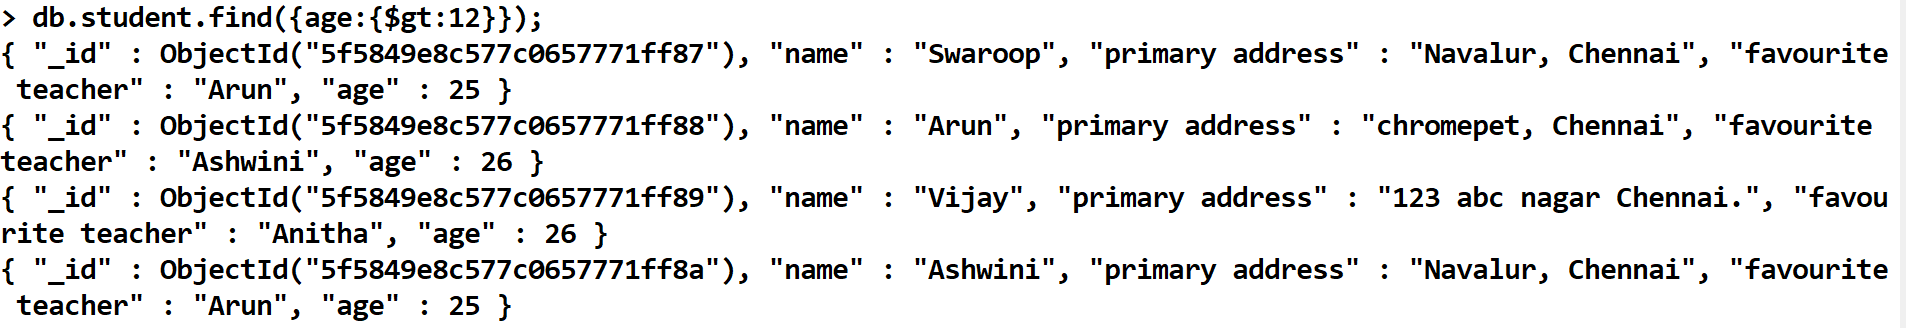 > db.student.find({age:{$gt:12}});
{ "_id" : ObjectId("5f5849e8c577c0657771ff87"), "name" : "Swaroop", "primary address" : "Navalur, Chennai", "favourite
 teacher" : "Arun", "age" : 25 }
{ "_id" : ObjectId("5f5849e8c577c0657771ff88"), "name" : "Arun", "primary address" : "chromepet, Chennai", "favourite
teacher" : "Ashwini", "age" : 26 }
{ "_id" : ObjectId("5f5849e8c577c0657771ff89"), "name" : "Vijay", "primary address" : "123 abc nagar Chennai.", "favou
rite teacher" : "Anitha", "age" : 26 }
{ "_id" : ObjectId("5f5849e8c577c0657771ff8a"), "name" : "Ashwini", "primary address" : "Navalur, Chennai", "favourite
 teacher" : "Arun", "age" : 25 }